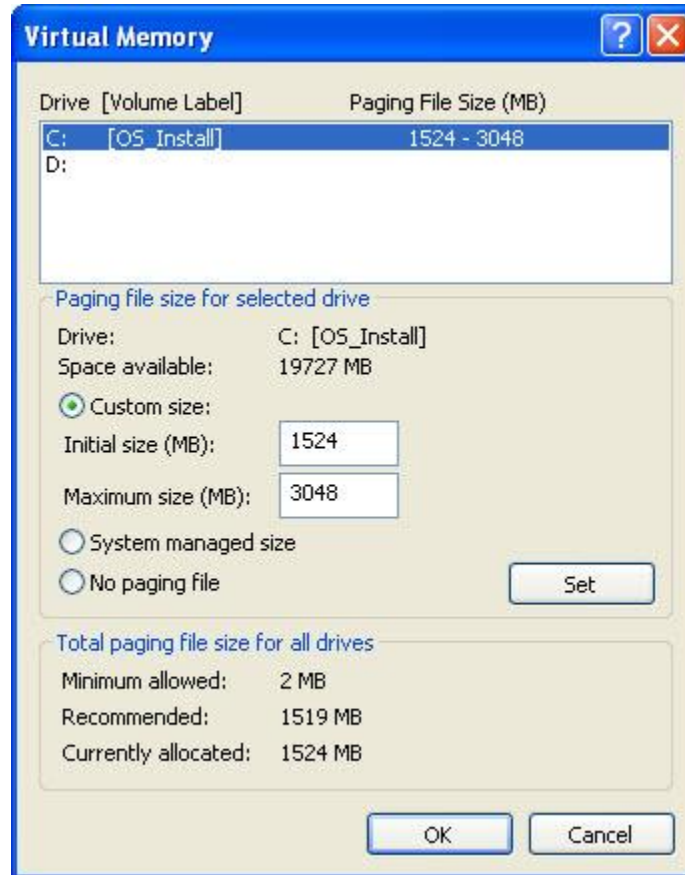 Virtual Memory
Drive [Volume Label] Paging File Size (MB)
C: [OS_Install] 1524 - 3048
D:
Paging file size for selected drive
Drive: C: [OS_Install]
Space available: 19727 MB
Custom size:
Initial size (MB): 1524
Maximum size (MB): 3048
System managed size
No paging file Set
Total paging file size for all drives
Minimum allowed: 2 MB
Recommended: 1519 MB
Currently allocated: 1524 MB
OK Cancel